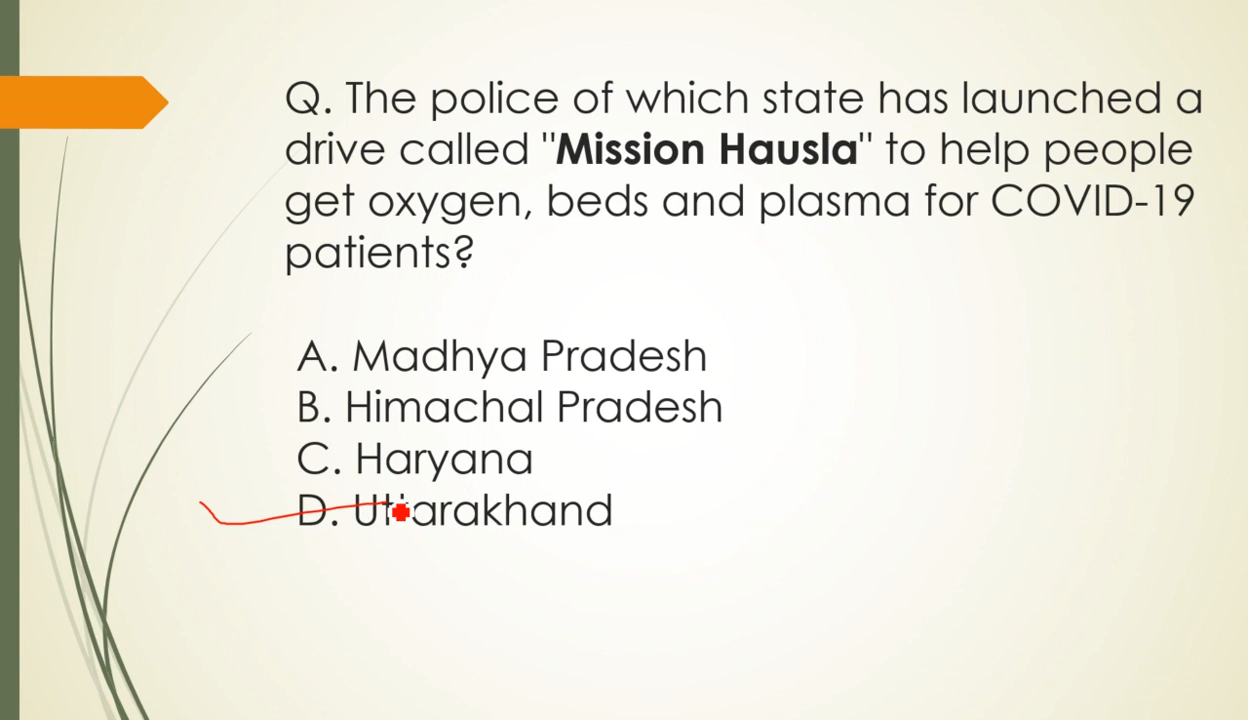 Q. The police of which state has launched a
drive called "Mission Hausla" to help people
get oxygen, beds and plasma for COVID-19
patients?
A. Madhya Pradesh
B. Himachal Pradesh
C. Haryana
D. Uttarakhand